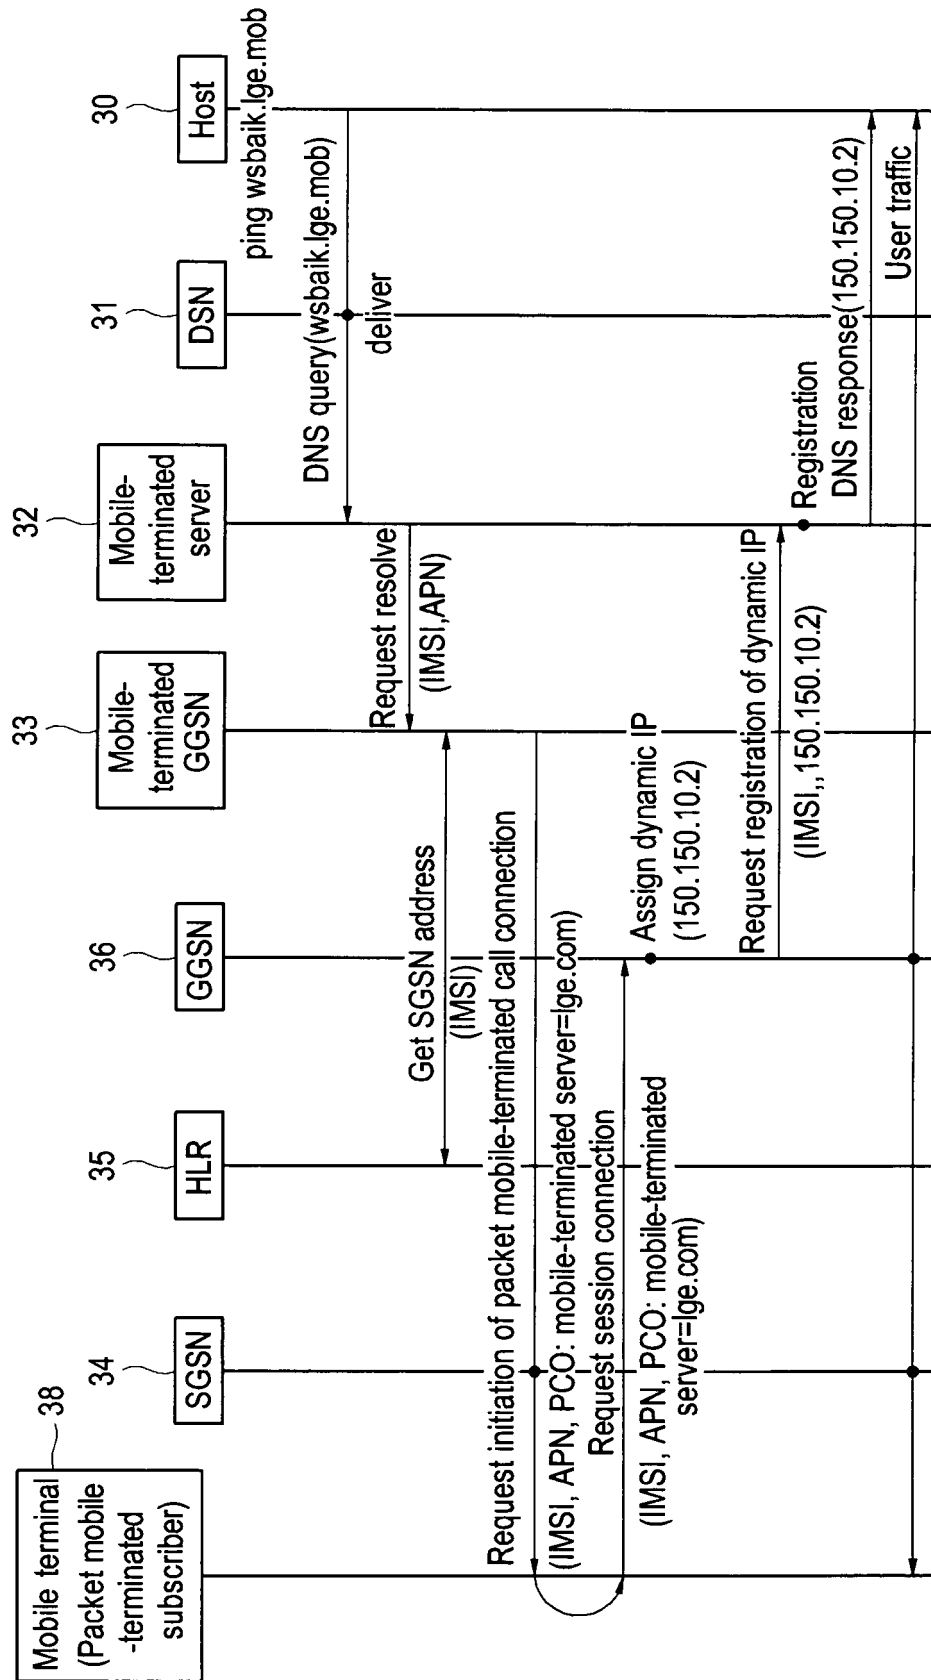 38
Mobile terminal
(Packet mobile
-terminated
subscriber)
34
SGSN
35
HLR
36
GGSN
33
Mobile-
terminated
GGSN
32
Mobile-
terminated
server
31
DSN
30
Host
ping wsbaik.lge.mob
DNS query(wsbaik.lge.mob)
deliver
Request resolve
(IMSI,APN)
Get SGSN address
(IMSI)
Request initiation of packet mobile-terminated call connection
(IMSI, APN, PCO: mobile-terminated server=lge.com)
Request session connection
(IMSI, APN, PCO: mobile-terminated
server=lge.com)
Assign dynamic IP
(150.150.10.2)
Request registration of dynamic IP
(IMSI,,150.150.10.2)
Registration
DNS response(150.150.10.2)
User traffic